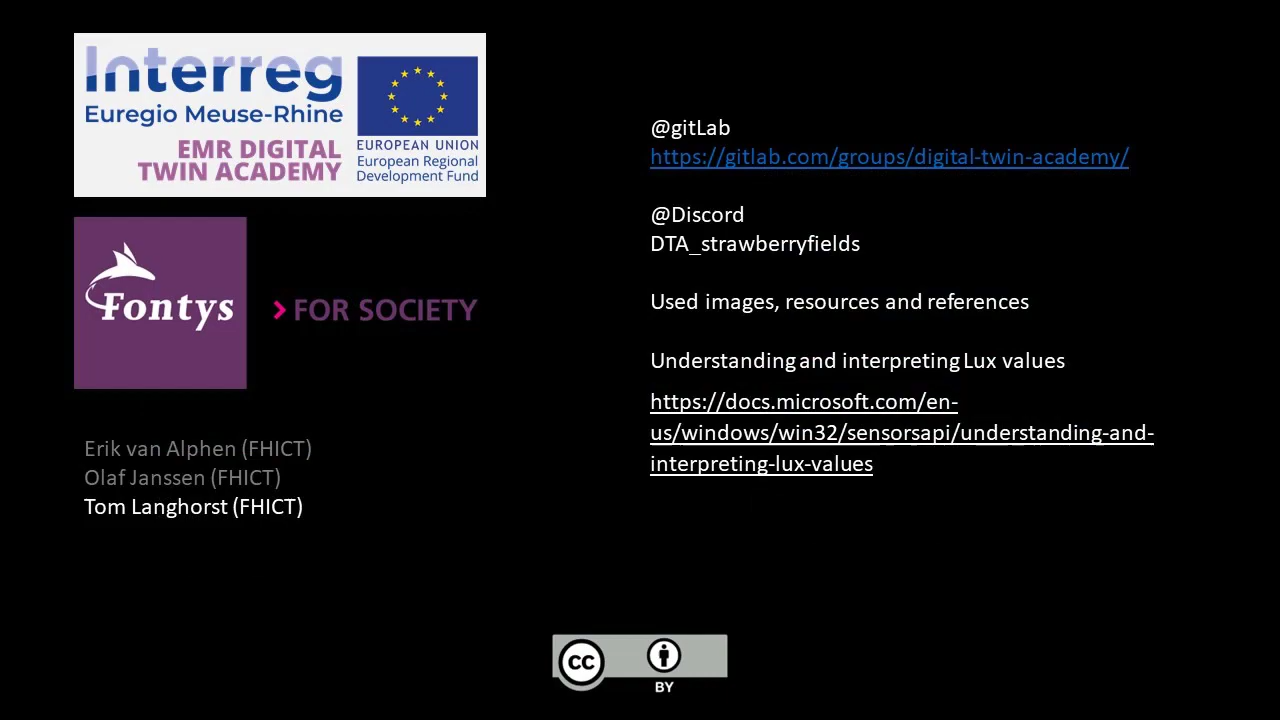 Interreg
Euregio Meuse-Rhine
EMR DIGITAL
TWIN ACADEMY
EUROPEAN UNION
European Regional
Development Fund
Fontys
FOR SOCIETY
Erik van Alphen (FHICT)
Olaf Janssen (FHICT)
Tom Langhorst (FHICT)
@gitLab
https://gitlab.com/groups/digital-twin-academy/
@Discord
DTA_strawberryfields
Used images, resources and references
Understanding and interpreting Lux values
https://docs.microsoft.com/en-
us/windows/win32/sensorsapi/understanding-and-
interpreting-lux-values
cc
BY